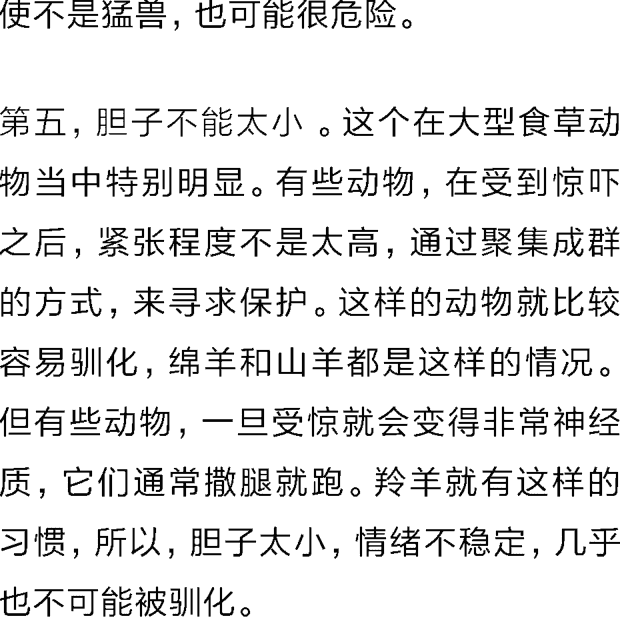 使不是猛兽，也可能很危险。
第五，胆子不能太小。这个在大型食草动
物当中特别明显。有些动物，在受到惊吓
之后，紧张程度不是太高，通过聚集成群
的方式，来寻求保护。这样的动物就比较
容易驯化，绵羊和山羊都是这样的情况。
但有些动物，一旦受惊就会变得非常神经
质，它们通常撒腿就跑。羚羊就有这样的
习惯，所以，胆子太小，情绪不稳定，几乎
也不可能被驯化。